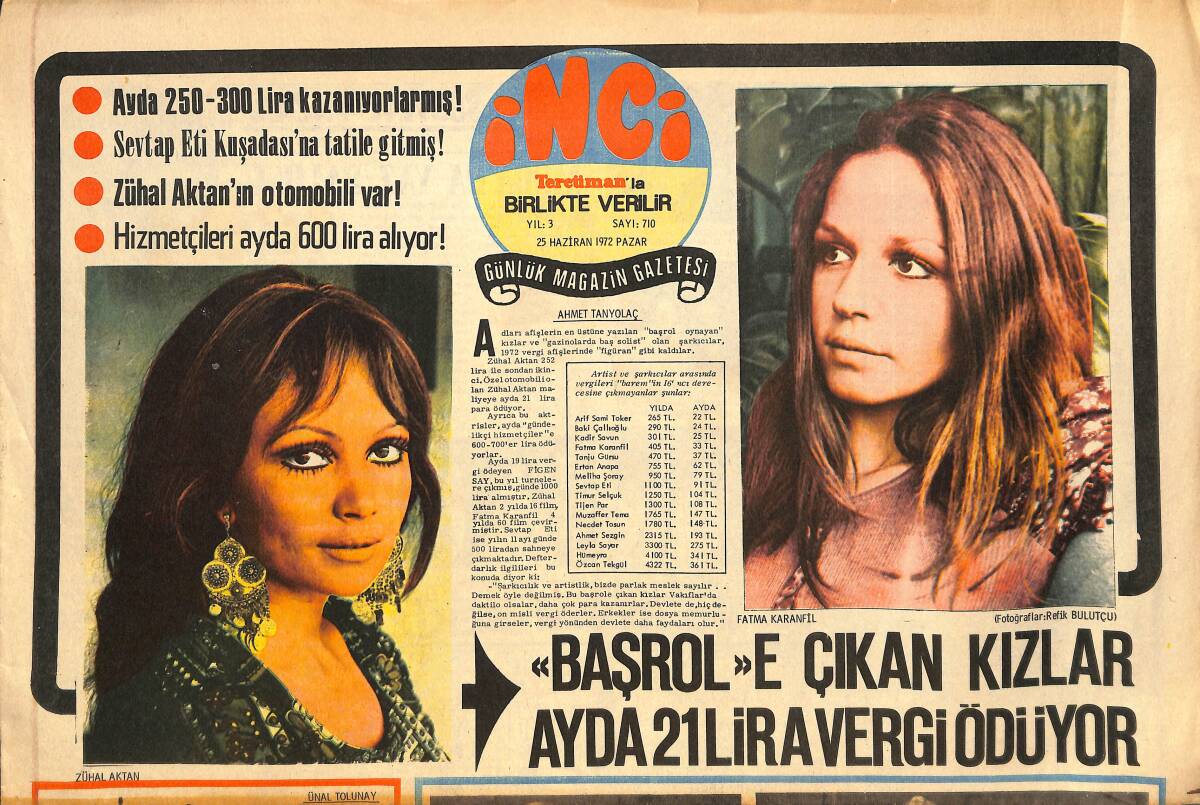 Ayda 250-300 Lira kazanıyorlarmış!
Sevtap Eti Kuşadası'na tatile gitmiş!
Zühal Aktan'ın otomobili var!
Hizmetçileri ayda 600 lira alıyor!
İNCİ
Tercüman'la
BİRLİKTE VERİLİR
YIL: 3 SAYI: 710
25 HAZİRAN 1972 PAZAR
GÜNLÜK MAGAZİN GAZETESİ
AHMET TANYOLAÇ
Adları afişlerin en üstüne yazılan "başrol oynayan"
kızlar ve "gazinolarda baş solist" olan şarkıcılar,
1972 vergi afişlerinde "figüran" gibi kaldılar.
Zühal Aktan 252
lira ile sondan ikin-
ci. Özel otomobili o-
lan Zühal Aktan ma-
liyeye ayda 21 lira
para ödüyor.
Ayrıca bu akt-
risler, ayda "günde-
likçi hizmetçiler"e
600-700'er lira ödü-
yorlar.
Ayda 19 lira ver-
gi ödeyen FİGEN
SAY, bu yıl turnele-
re çıkmış, günde 1000
lira almıştır. Zühal
Aktan 2 yılda 16 film,
Fatma Karanfil 4
yılda 60 film çevir-
miştir. Sevtap Eti
ise yılın 11 ayı günde
500 liradan sahneye
çıkmaktadır. Defter-
darlık ilgilileri bu
konuda diyor ki:
-"Şarkıcılık ve artistlik, bizde parlak meslek sayılır . .
Demek öyle değilmiş. Bu başrole çıkan kızlar Vakıflar'da
daktilo olsalar, daha çok para kazanırlar. Devlete de, hiç de-
ğilse, on misli vergi öderler. Erkekler ise dosya memurlu-
ğuna girseler, vergi yönünden devlete daha faydaları olur."
Artist ve şarkıcılar arasında
vergileri "barem"in 16' ncı dere-
cesine çıkmayanlar şunlar:
YILDA AYDA
Arif Sami Toker 265 TL. 22 TL.
Baki Çallıoğlu 290 TL. 24 TL.
Kadir Savun 301 TL. 25 TL.
Fatma Karanfil 405 TL. 33 TL.
Tanju Gürsu 470 TL. 37 TL.
Ertan Anapa 755 TL. 62 TL.
Meliha Şoray 950 TL. 79 TL.
Sevtap Eti 1100 TL. 91 TL.
Timur Selçuk 1250 TL. 104 TL.
Tijen Par 1300 TL. 108 TL.
Muzaffer Tema 1765 TL. 147 TL.
Necdet Tosun 1780 TL. 148 TL.
Ahmet Sezgin 2315 TL. 193 TL.
Leyla Sayar 3300 TL. 275 TL.
Hümeyra 4100 TL. 341 TL.
Özcan Tekgül 4322 TL. 361 TL.
FATMA KARANFİL (Fotoğraflar: Refik BULUTÇU)
«BAŞROL»E ÇIKAN KIZLAR
AYDA 21 LİRA VERGİ ÖDÜYOR
ZÜHAL AKTAN
ÜNAL TOLUNAY